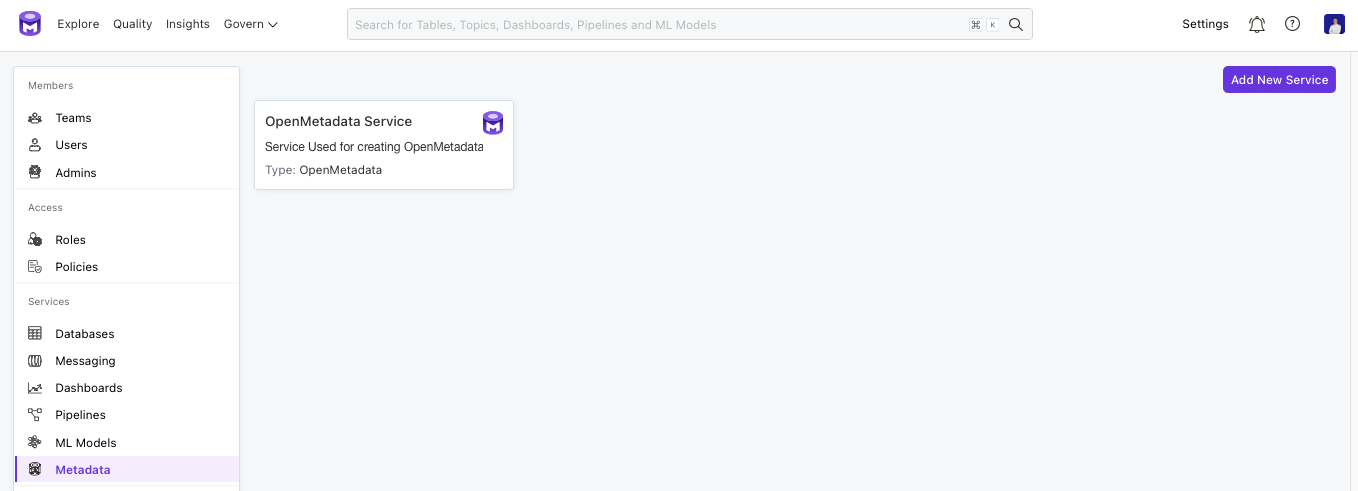 Explore Quality Insights Govern
Search for Tables, Topics, Dashboards, Pipelines and ML Models ⌘ K
Settings
Members
Teams
Users
Admins
Access
Roles
Policies
Services
Databases
Messaging
Dashboards
Pipelines
ML Models
Metadata
Add New Service
OpenMetadata Service
Service Used for creating OpenMetadata
Type: OpenMetadata